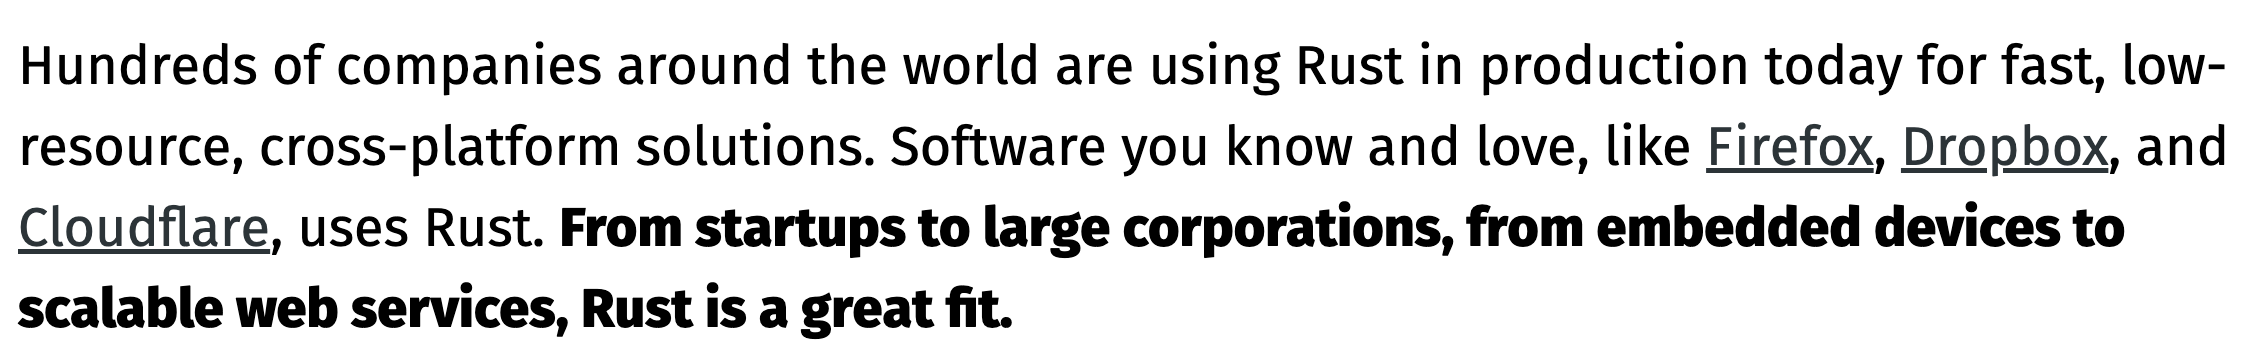 Hundreds of companies around the world are using Rust in production today for fast, low-
resource, cross-platform solutions. Software you know and love, like Firefox, Dropbox, and
Cloudflare, uses Rust. From startups to large corporations, from embedded devices to
scalable web services, Rust is a great fit.